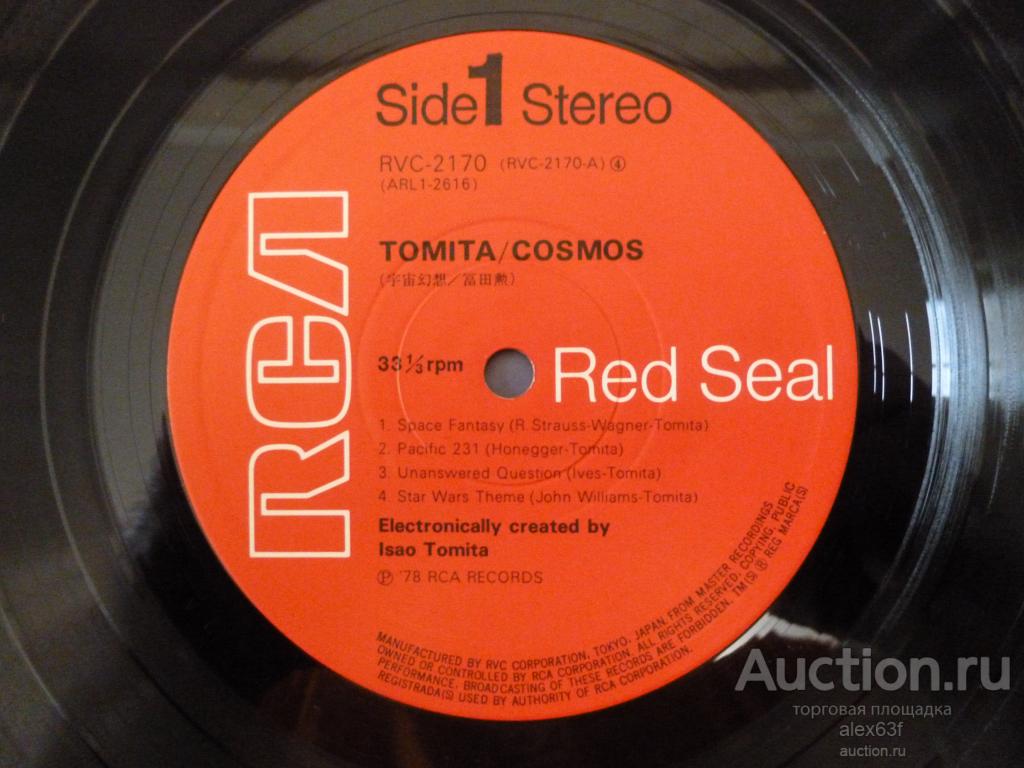 Side 1 Stereo
RVC-2170 (RVC-2170-A) ④
(ARL1-2616)
RCA
TOMITA/COSMOS
(宇宙幻想/冨田勲)
33 1/3 rpm
Red Seal
1. Space Fantasy (R. Strauss-Wagner-Tomita)
2. Pacific 231 (Honegger-Tomita)
3. Unanswered Question (Ives-Tomita)
4. Star Wars Theme (John Williams-Tomita)
Electronically created by
Isao Tomita
℗ '78 RCA RECORDS
MANUFACTURED BY RVC CORPORATION, TOKYO, JAPAN, FROM MASTER RECORDINGS
OWNED OR CONTROLLED BY RCA CORPORATION. ALL RIGHTS RESERVED, COPYING, PUBLIC
PERFORMANCE, BROADCASTING OF THESE RECORDS ARE FORBIDDEN. TM(S) ® REG MARCA(S)
REGISTRADA(S) USED BY AUTHORITY OF RCA CORPORATION.
Auction.ru
торговая площадка
alex63f
auction.ru